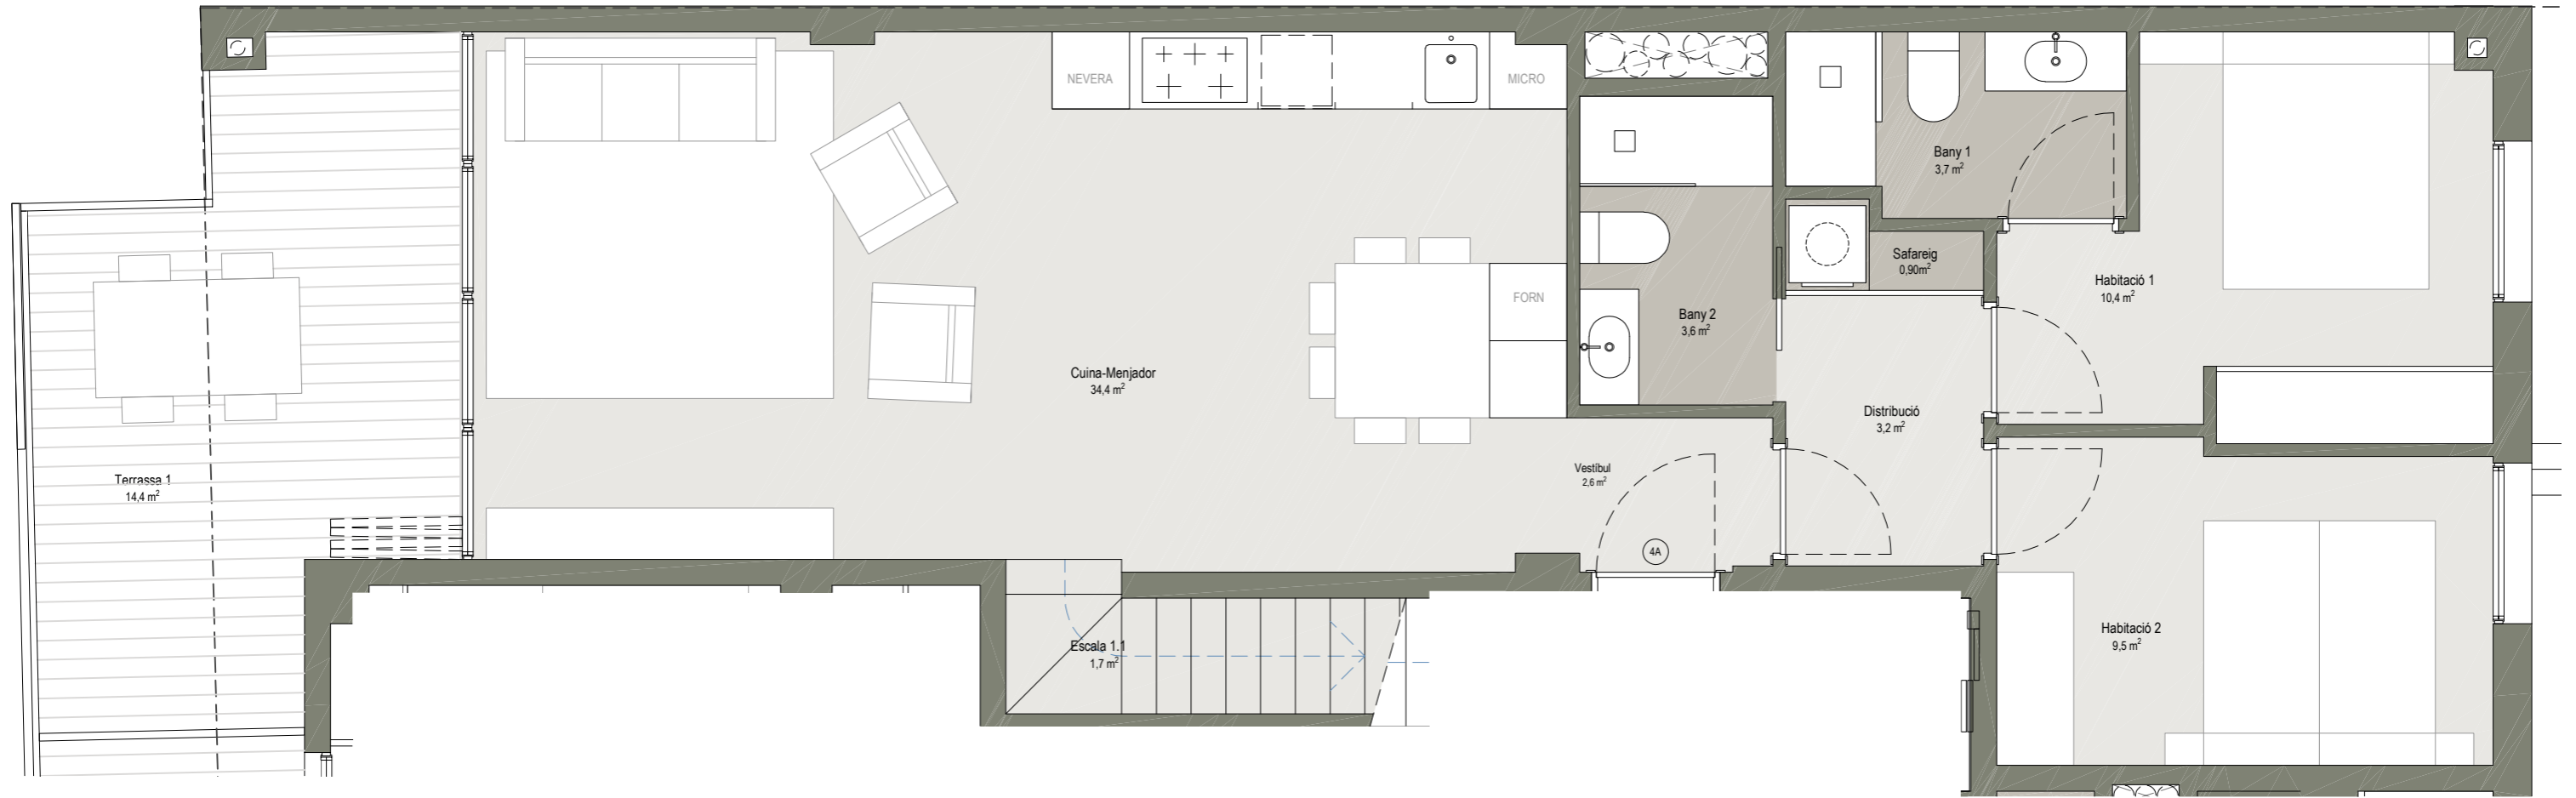 NEVERA
MICRO
Bany 1
3,7 m²
Safareig
0,90m²
Habitació 1
10,4 m²
FORN
Bany 2
3,6 m²
Cuina-Menjador
34,4 m²
Distribució
3,2 m²
Vestíbul
2,6 m²
Terrassa 1
14,4 m²
4A
Escala 1.1
1,7 m²
Habitació 2
9,5 m²